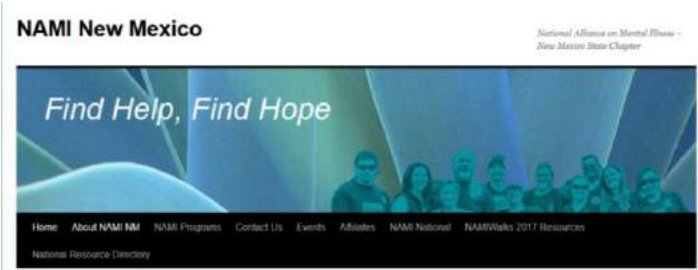 NAMI New Mexico
National Alliance on Mental Illness –
New Mexico State Chapter
Find Help, Find Hope
Home About NAMI NM NAMI Programs Contact Us Events Affiliates NAMI National NAMIWalks 2017 Resources
National Resource Directory